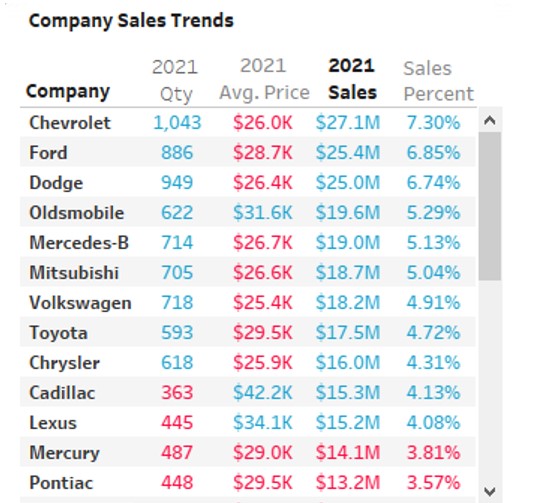 Company Sales Trends
2021 2021 2021 Sales
Company Qty Avg. Price Sales Percent
Chevrolet 1,043 $26.0K $27.1M 7.30%
Ford 886 $28.7K $25.4M 6.85%
Dodge 949 $26.4K $25.0M 6.74%
Oldsmobile 622 $31.6K $19.6M 5.29%
Mercedes-B 714 $26.7K $19.0M 5.13%
Mitsubishi 705 $26.6K $18.7M 5.04%
Volkswagen 718 $25.4K $18.2M 4.91%
Toyota 593 $29.5K $17.5M 4.72%
Chrysler 618 $25.9K $16.0M 4.31%
Cadillac 363 $42.2K $15.3M 4.13%
Lexus 445 $34.1K $15.2M 4.08%
Mercury 487 $29.0K $14.1M 3.81%
Pontiac 448 $29.5K $13.2M 3.57%